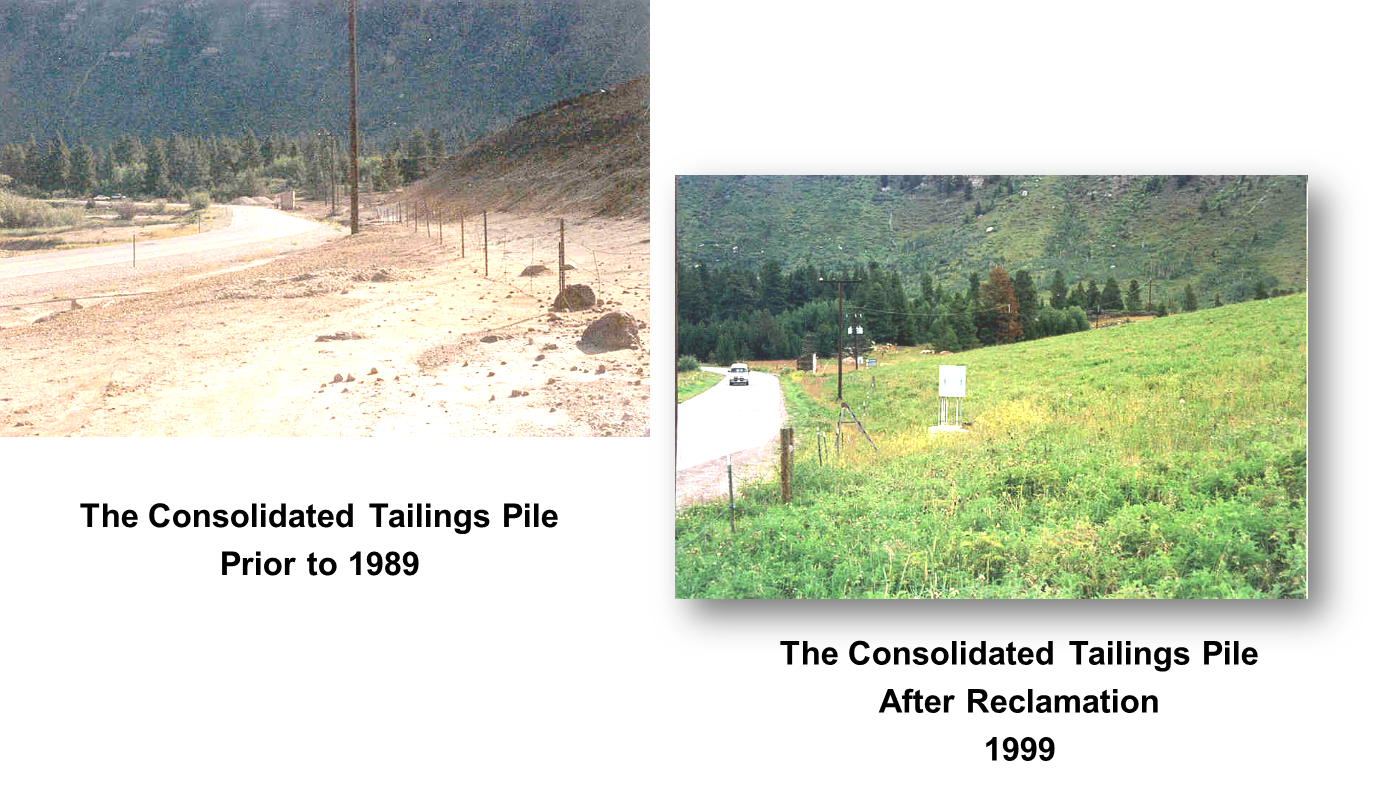 The Consolidated Tailings Pile
Prior to 1989
The Consolidated Tailings Pile
After Reclamation
1999